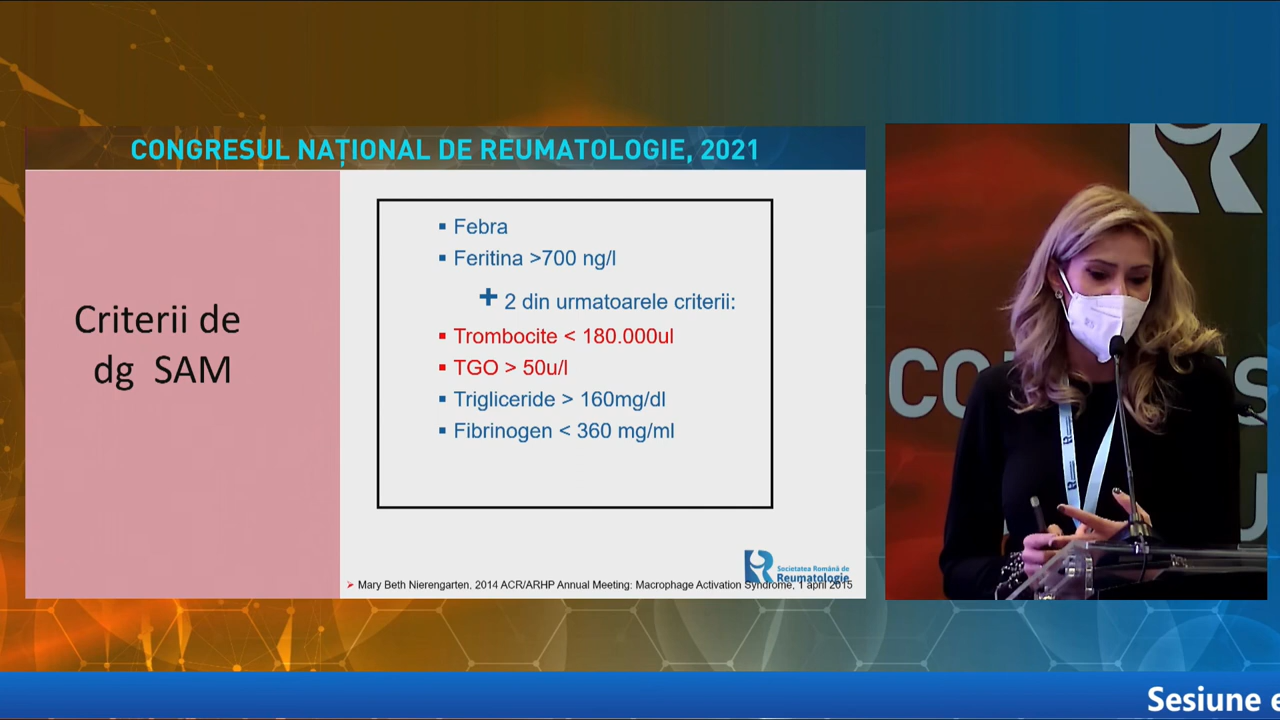 CONGRESUL NAȚIONAL DE REUMATOLOGIE, 2021
Criterii de
dg SAM
▪ Febra
▪ Feritina >700 ng/l
+ 2 din urmatoarele criterii:
▪ Trombocite < 180.000ul
▪ TGO > 50u/l
▪ Trigliceride > 160mg/dl
▪ Fibrinogen < 360 mg/ml
Societatea Română de
Reumatologie
➤ Mary Beth Nierengarten. 2014 ACR/ARHP Annual Meeting: Macrophage Activation Syndrome, 1 april 2015
Sesiune